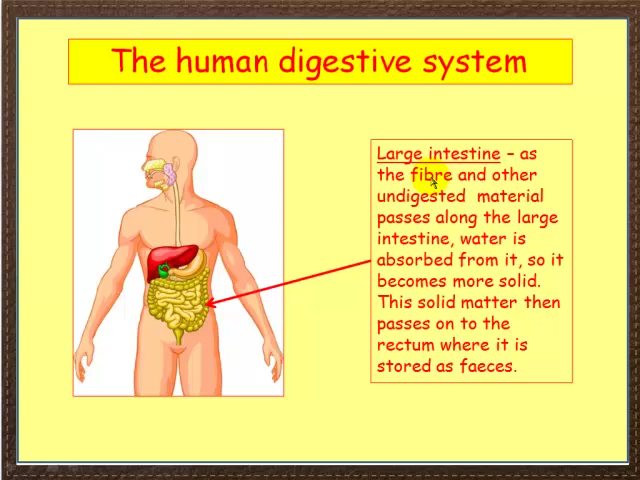 The human digestive system
Large intestine – as
the fibre and other
undigested material
passes along the large
intestine, water is
absorbed from it, so it
becomes more solid.
This solid matter then
passes on to the
rectum where it is
stored as faeces.